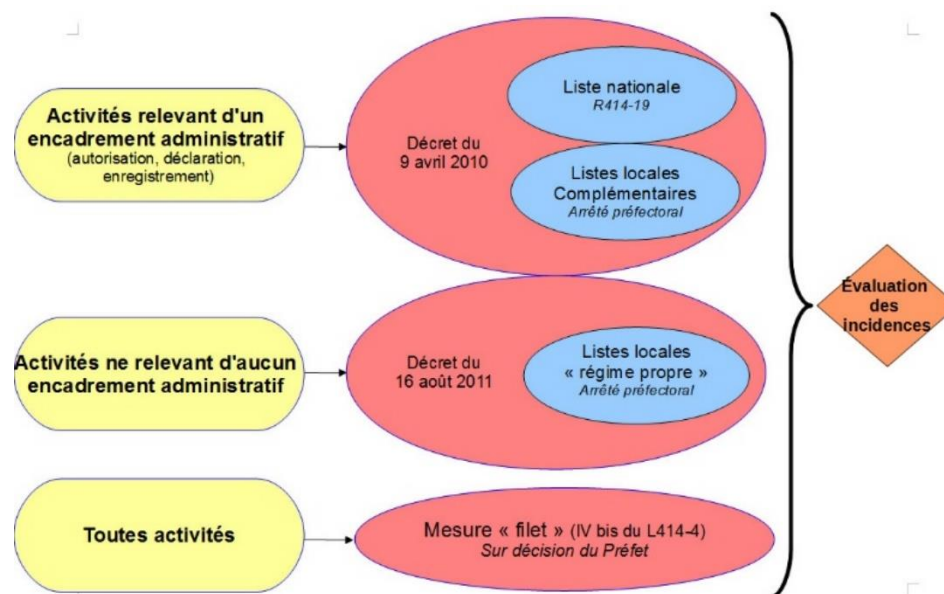 Activités relevant d'un
encadrement administratif
(autorisation, déclaration,
enregistrement)
Décret du
9 avril 2010
Liste nationale
R414-19
Listes locales
Complémentaires
Arrêté préfectoral
Activités ne relevant d'aucun
encadrement administratif
Décret du
16 août 2011
Listes locales
« régime propre »
Arrêté préfectoral
Toutes activités
Mesure « filet » (IV bis du L414-4)
Sur décision du Préfet
Évaluation
des
incidences